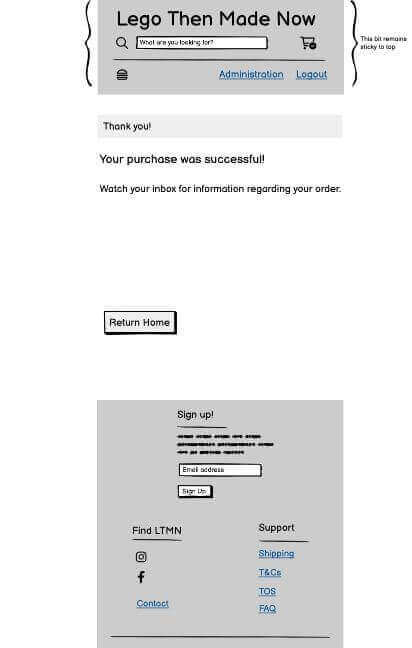 Lego Then Made Now
What are you looking for?
This bit remains
sticky to top
Administration Logout
Thank you!
Your purchase was successful!
Watch your inbox for information regarding your order.
Return Home
Sign up!
Email address
Sign Up
Find LTMN
Support
Shipping
T&Cs
TOS
Contact
FAQ